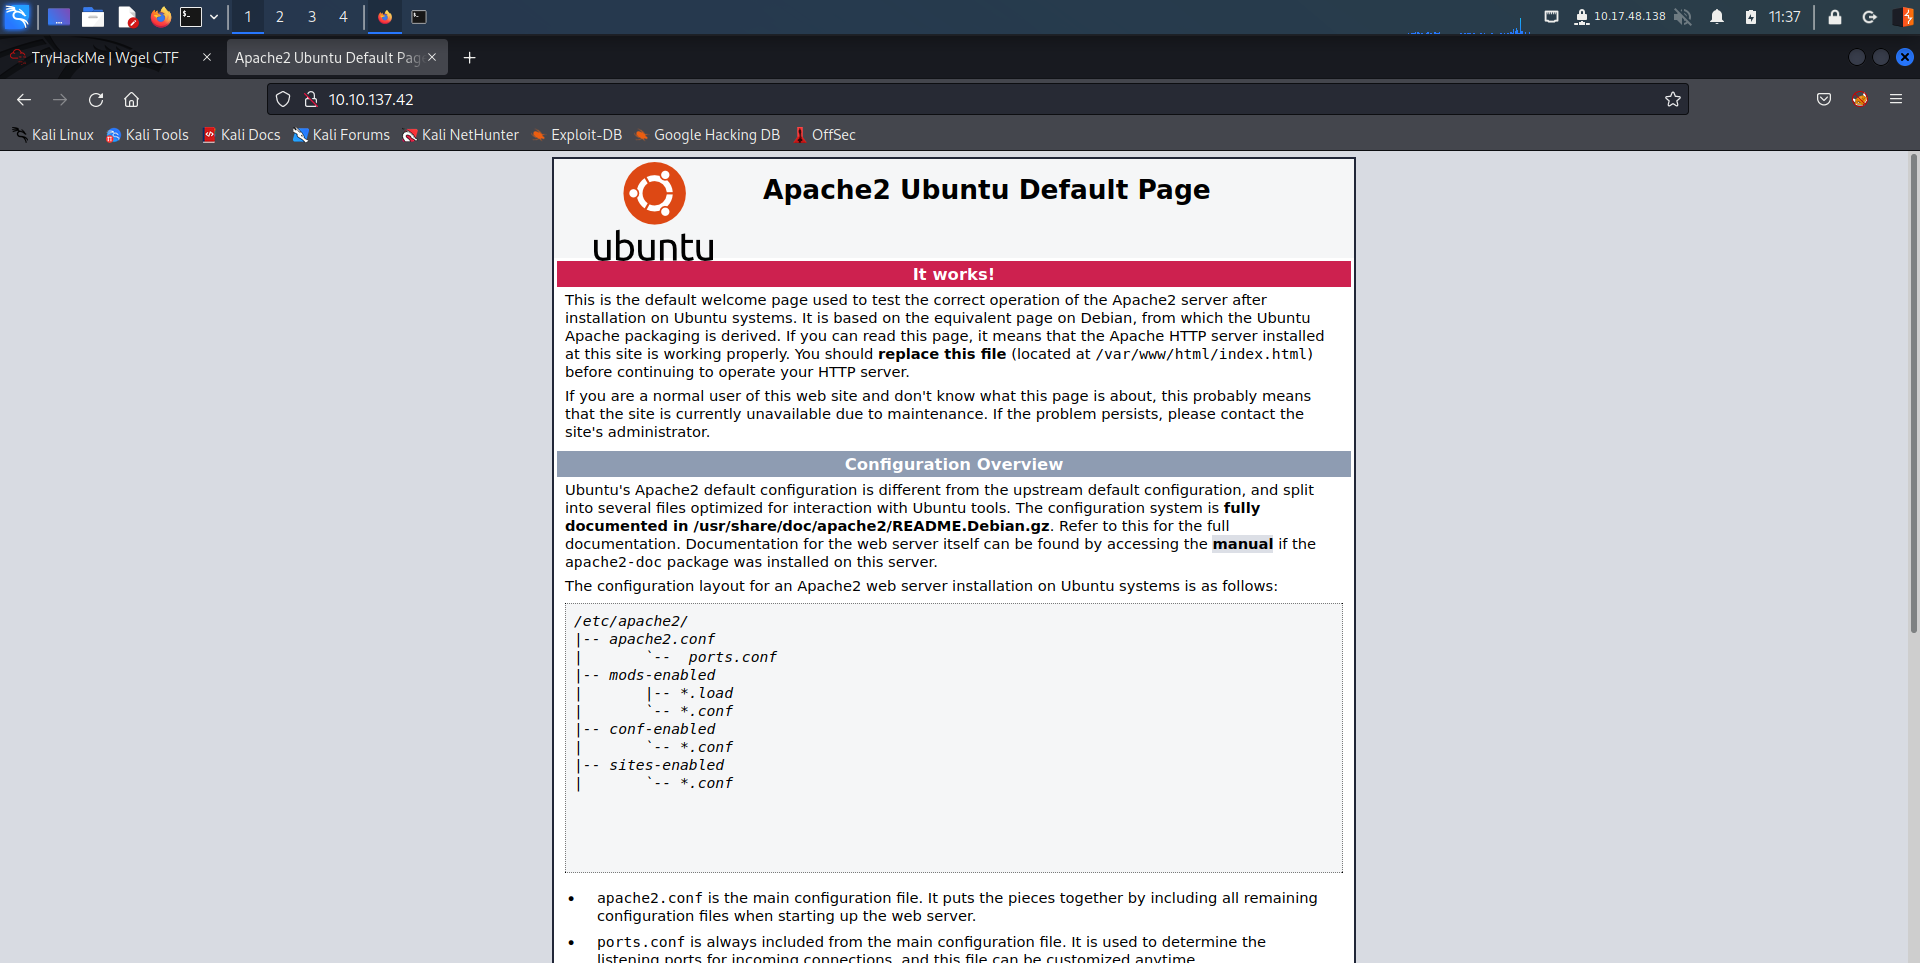 1 2 3 4 10.17.48.138 11:37
TryHackMe | Wgel CTF Apache2 Ubuntu Default Pag
10.10.137.42
Kali Linux Kali Tools Kali Docs Kali Forums Kali NetHunter Exploit-DB Google Hacking DB OffSec
ubuntu
Apache2 Ubuntu Default Page
It works!
This is the default welcome page used to test the correct operation of the Apache2 server after
installation on Ubuntu systems. It is based on the equivalent page on Debian, from which the Ubuntu
Apache packaging is derived. If you can read this page, it means that the Apache HTTP server installed
at this site is working properly. You should replace this file (located at /var/www/html/index.html)
before continuing to operate your HTTP server.
If you are a normal user of this web site and don't know what this page is about, this probably means
that the site is currently unavailable due to maintenance. If the problem persists, please contact the
site's administrator.
Configuration Overview
Ubuntu's Apache2 default configuration is different from the upstream default configuration, and split
into several files optimized for interaction with Ubuntu tools. The configuration system is fully
documented in /usr/share/doc/apache2/README.Debian.gz. Refer to this for the full
documentation. Documentation for the web server itself can be found by accessing the manual if the
apache2-doc package was installed on this server.
The configuration layout for an Apache2 web server installation on Ubuntu systems is as follows:
/etc/apache2/
|-- apache2.conf
|       `--  ports.conf
|-- mods-enabled
|       |-- *.load
|       `-- *.conf
|-- conf-enabled
|       `-- *.conf
|-- sites-enabled
|       `-- *.conf
• apache2.conf is the main configuration file. It puts the pieces together by including all remaining
configuration files when starting up the web server.
• ports.conf is always included from the main configuration file. It is used to determine the
listening ports for incoming connections, and this file can be customized anytime.